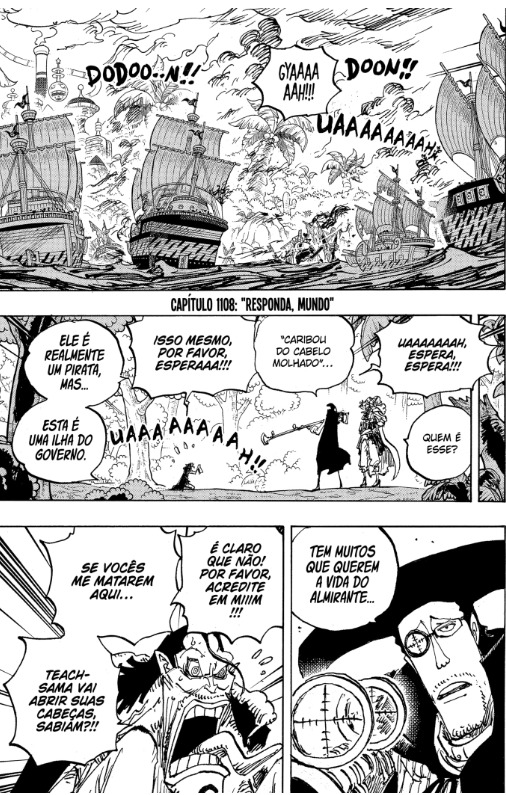 DOON!!
GYAAAA
AAH!!!
UAAAAAAAAH!
DODOO...N!!
CAPÍTULO 1108: "RESPONDA, MUNDO"
UAAAAAAAH,
ESPERA,
ESPERA!!!
QUEM É
ESSE?
"CARIBOU
DO CABELO
MOLHADO"...
ISSO MESMO,
POR FAVOR,
ESPERAAA!!!
UAAAAAAAAAH!!
ELE É
REALMENTE
UM PIRATA,
MAS...
ESTA É
UMA ILHA DO
GOVERNO.
TEM MUITOS
QUE QUEREM
A VIDA DO
ALMIRANTE...
É CLARO
QUE NÃO!
POR FAVOR,
ACREDITE
EM MIIIM
!!!
SE VOCÊS
ME MATAREM
AQUI...
TEACH-
SAMA VAI
ABRIR SUAS
CABEÇAS,
SABIAM?!!